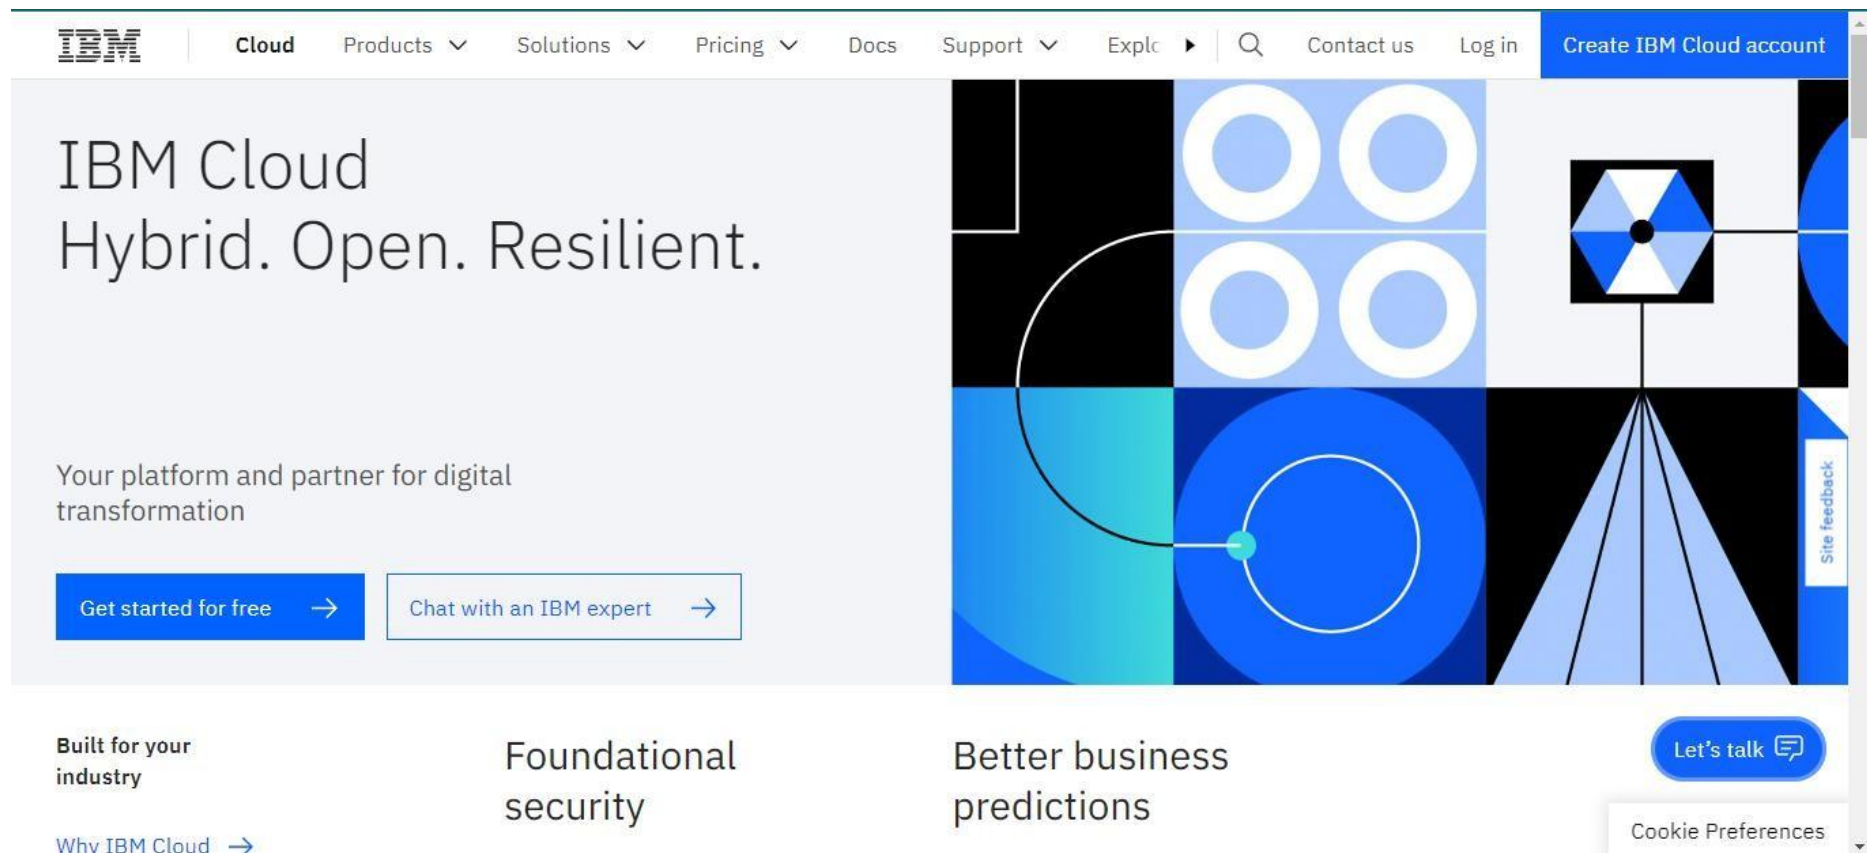 IBM
Cloud Products Solutions Pricing Docs Support Explo Contact us Log in Create IBM Cloud account
IBM Cloud
Hybrid. Open. Resilient.
Your platform and partner for digital
transformation
Get started for free
Chat with an IBM expert
Site feedback
Built for your
industry
Why IBM Cloud
Foundational
security
Better business
predictions
Let's talk
Cookie Preferences